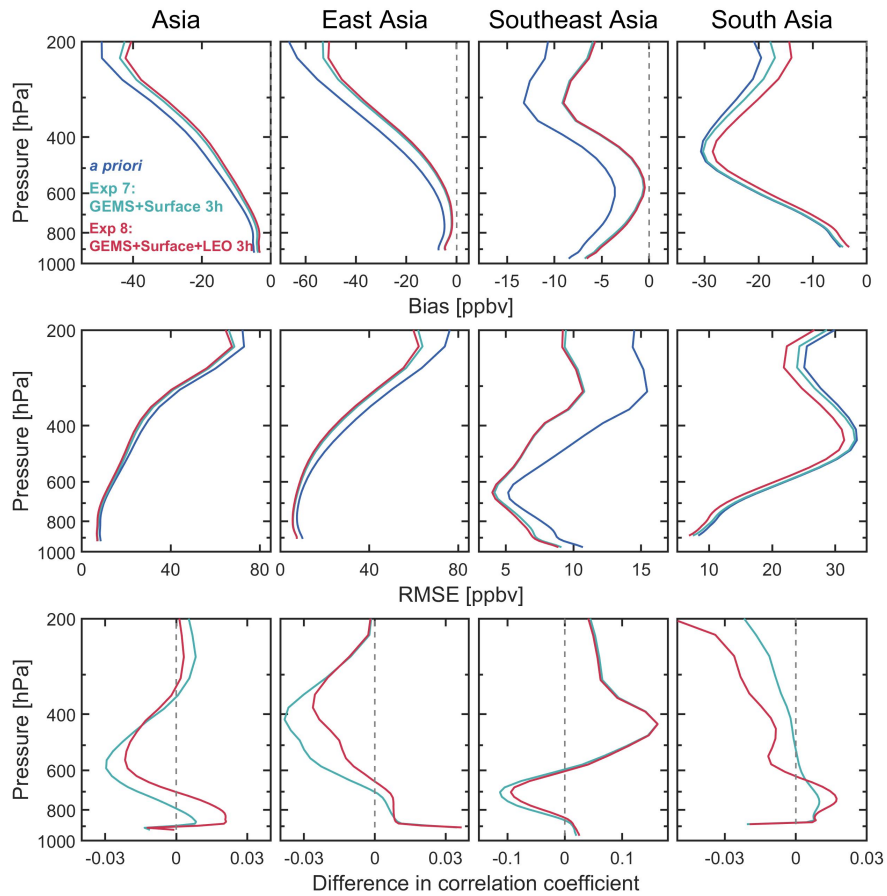 Asia East Asia Southeast Asia South Asia
Pressure [hPa]
200
400
600
800
1000
a priori
Exp 7:
GEMS+Surface 3h
Exp 8:
GEMS+Surface+LEO 3h
-60 -40 -20 0 -60 -40 -20 0 -15 -10 -5 0 -30 -20 -10 0
Bias [ppbv]
Pressure [hPa]
200
400
600
800
1000
0 40 80 0 40 80 5 10 15 10 20 30
RMSE [ppbv]
Pressure [hPa]
200
400
600
800
1000
-0.03 0 0.03 -0.03 0 0.03 -0.1 0 0.1 -0.03 0 0.03
Difference in correlation coefficient